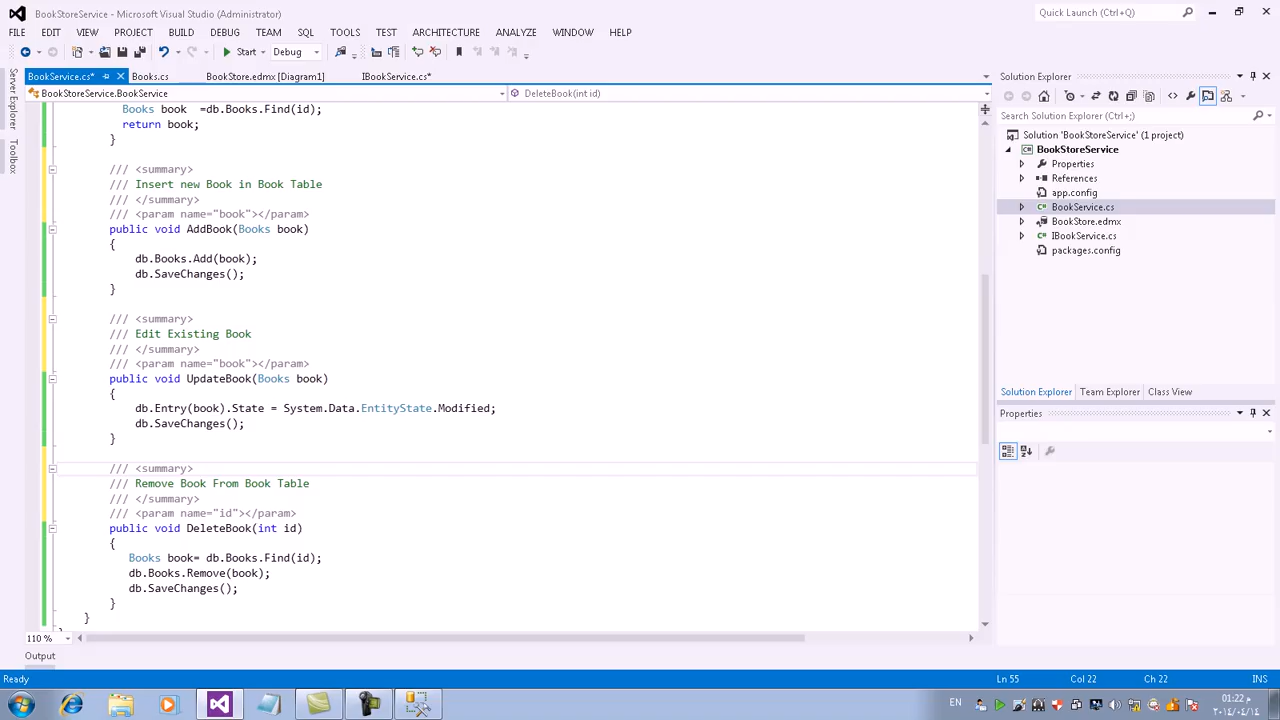 BookStoreService - Microsoft Visual Studio (Administrator)
Quick Launch (Ctrl+Q)
FILE EDIT VIEW PROJECT BUILD DEBUG TEAM SQL TOOLS TEST ARCHITECTURE ANALYZE WINDOW HELP
Start Debug
BookService.cs* Books.cs BookStore.edmx [Diagram1] IBookService.cs*
BookStoreService.BookService DeleteBook(int id)
Books book =db.Books.Find(id);
return book;
}
/// <summary>
/// Insert new Book in Book Table
/// </summary>
/// <param name="book"></param>
public void AddBook(Books book)
{
db.Books.Add(book);
db.SaveChanges();
}
/// <summary>
/// Edit Existing Book
/// </summary>
/// <param name="book"></param>
public void UpdateBook(Books book)
{
db.Entry(book).State = System.Data.EntityState.Modified;
db.SaveChanges();
}
/// <summary>
/// Remove Book From Book Table
/// </summary>
/// <param name="id"></param>
public void DeleteBook(int id)
{
Books book= db.Books.Find(id);
db.Books.Remove(book);
db.SaveChanges();
}
}
110 %
Output
Server Explorer
Toolbox
Solution Explorer
Search Solution Explorer (Ctrl+;)
Solution 'BookStoreService' (1 project)
BookStoreService
Properties
References
app.config
BookService.cs
BookStore.edmx
IBookService.cs
packages.config
Solution Explorer Team Explorer Class View
Properties
Ready Ln 55 Col 22 Ch 22 INS
EN
01:22 م
٢٠١٤/٠٤/١٤